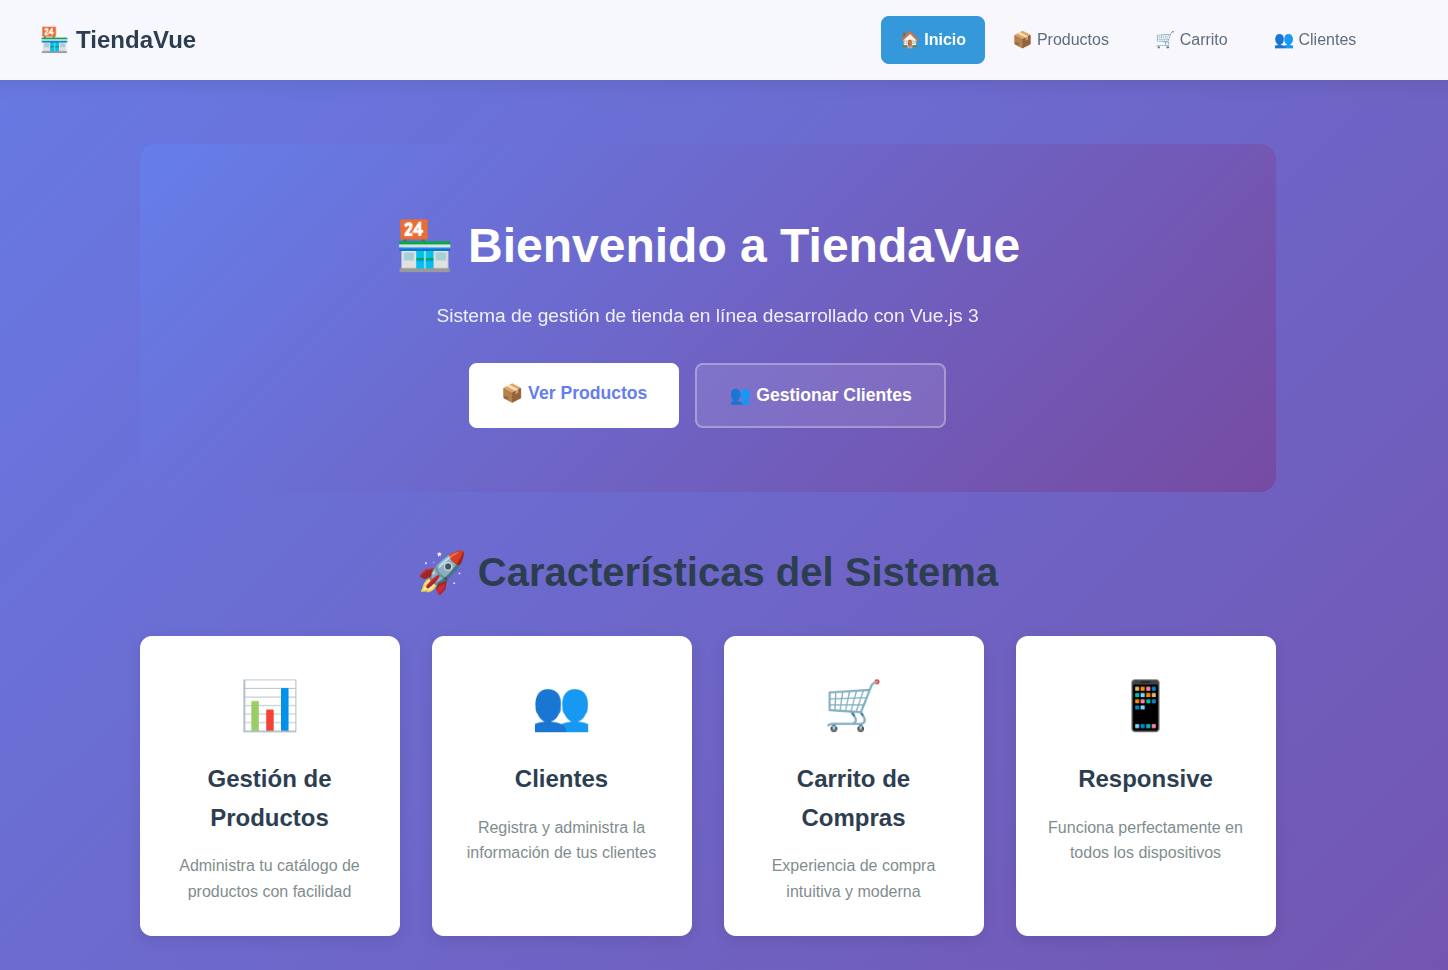 🏪 TiendaVue
🏠 Inicio
📦 Productos
🛒 Carrito
👥 Clientes
🏪 Bienvenido a TiendaVue
Sistema de gestión de tienda en línea desarrollado con Vue.js 3
📦 Ver Productos
👥 Gestionar Clientes
🚀 Características del Sistema
Gestión de
Productos
Administra tu catálogo de
productos con facilidad
Clientes
Registra y administra la
información de tus clientes
Carrito de
Compras
Experiencia de compra
intuitiva y moderna
Responsive
Funciona perfectamente en
todos los dispositivos